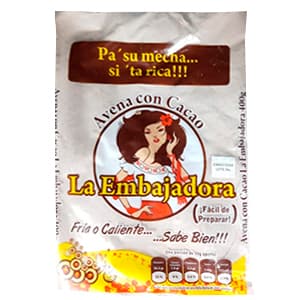 Pa´su mecha...
si ´ta rica!!!
Avena con Cacao
La Embajadora
¡Fácil de
Preparar!
Fría o Caliente...
...Sabe Bien!!!
Avena con Cacao La Embajadora 400g